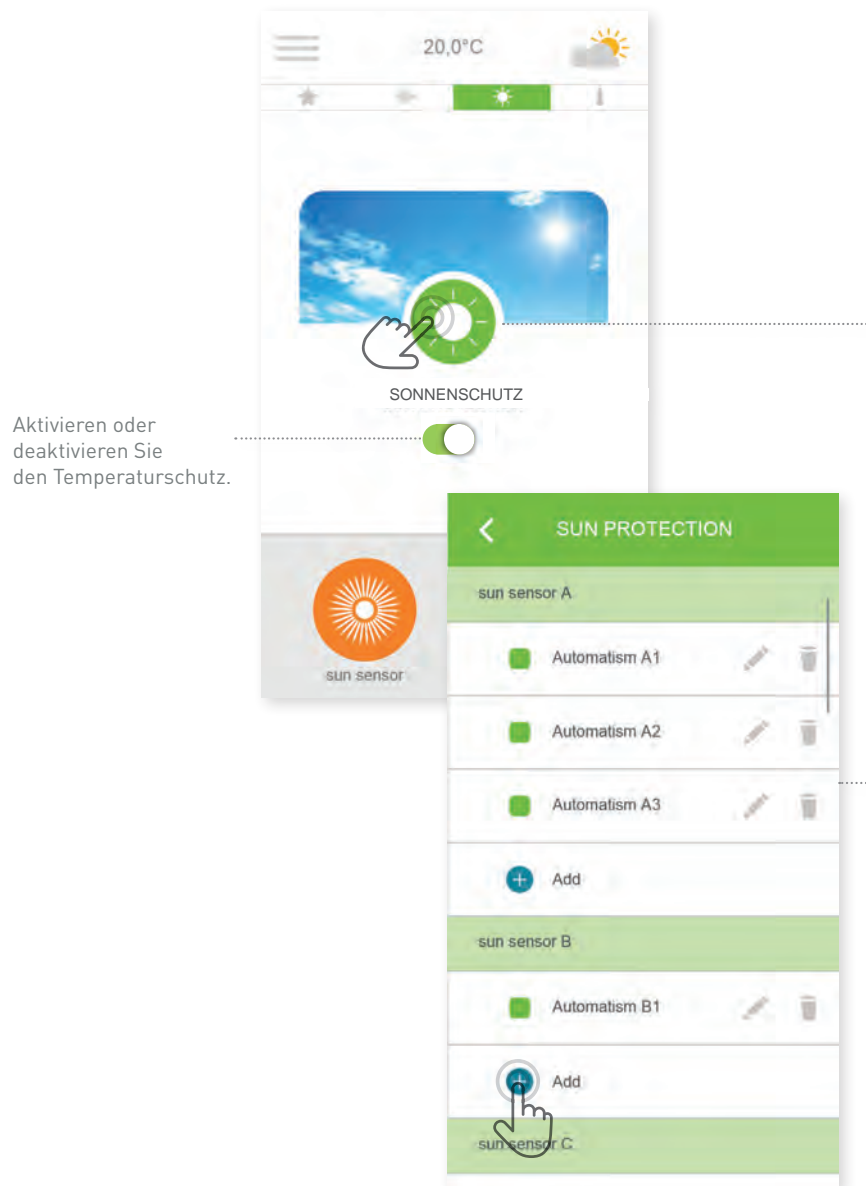 20,0°C
SONNENSCHUTZ
Aktivieren oder
deaktivieren Sie
den Temperaturschutz.
sun sensor
SUN PROTECTION
sun sensor A
Automatism A1
Automatism A2
Automatism A3
Add
sun sensor B
Automatism B1
Add
sun sensor C